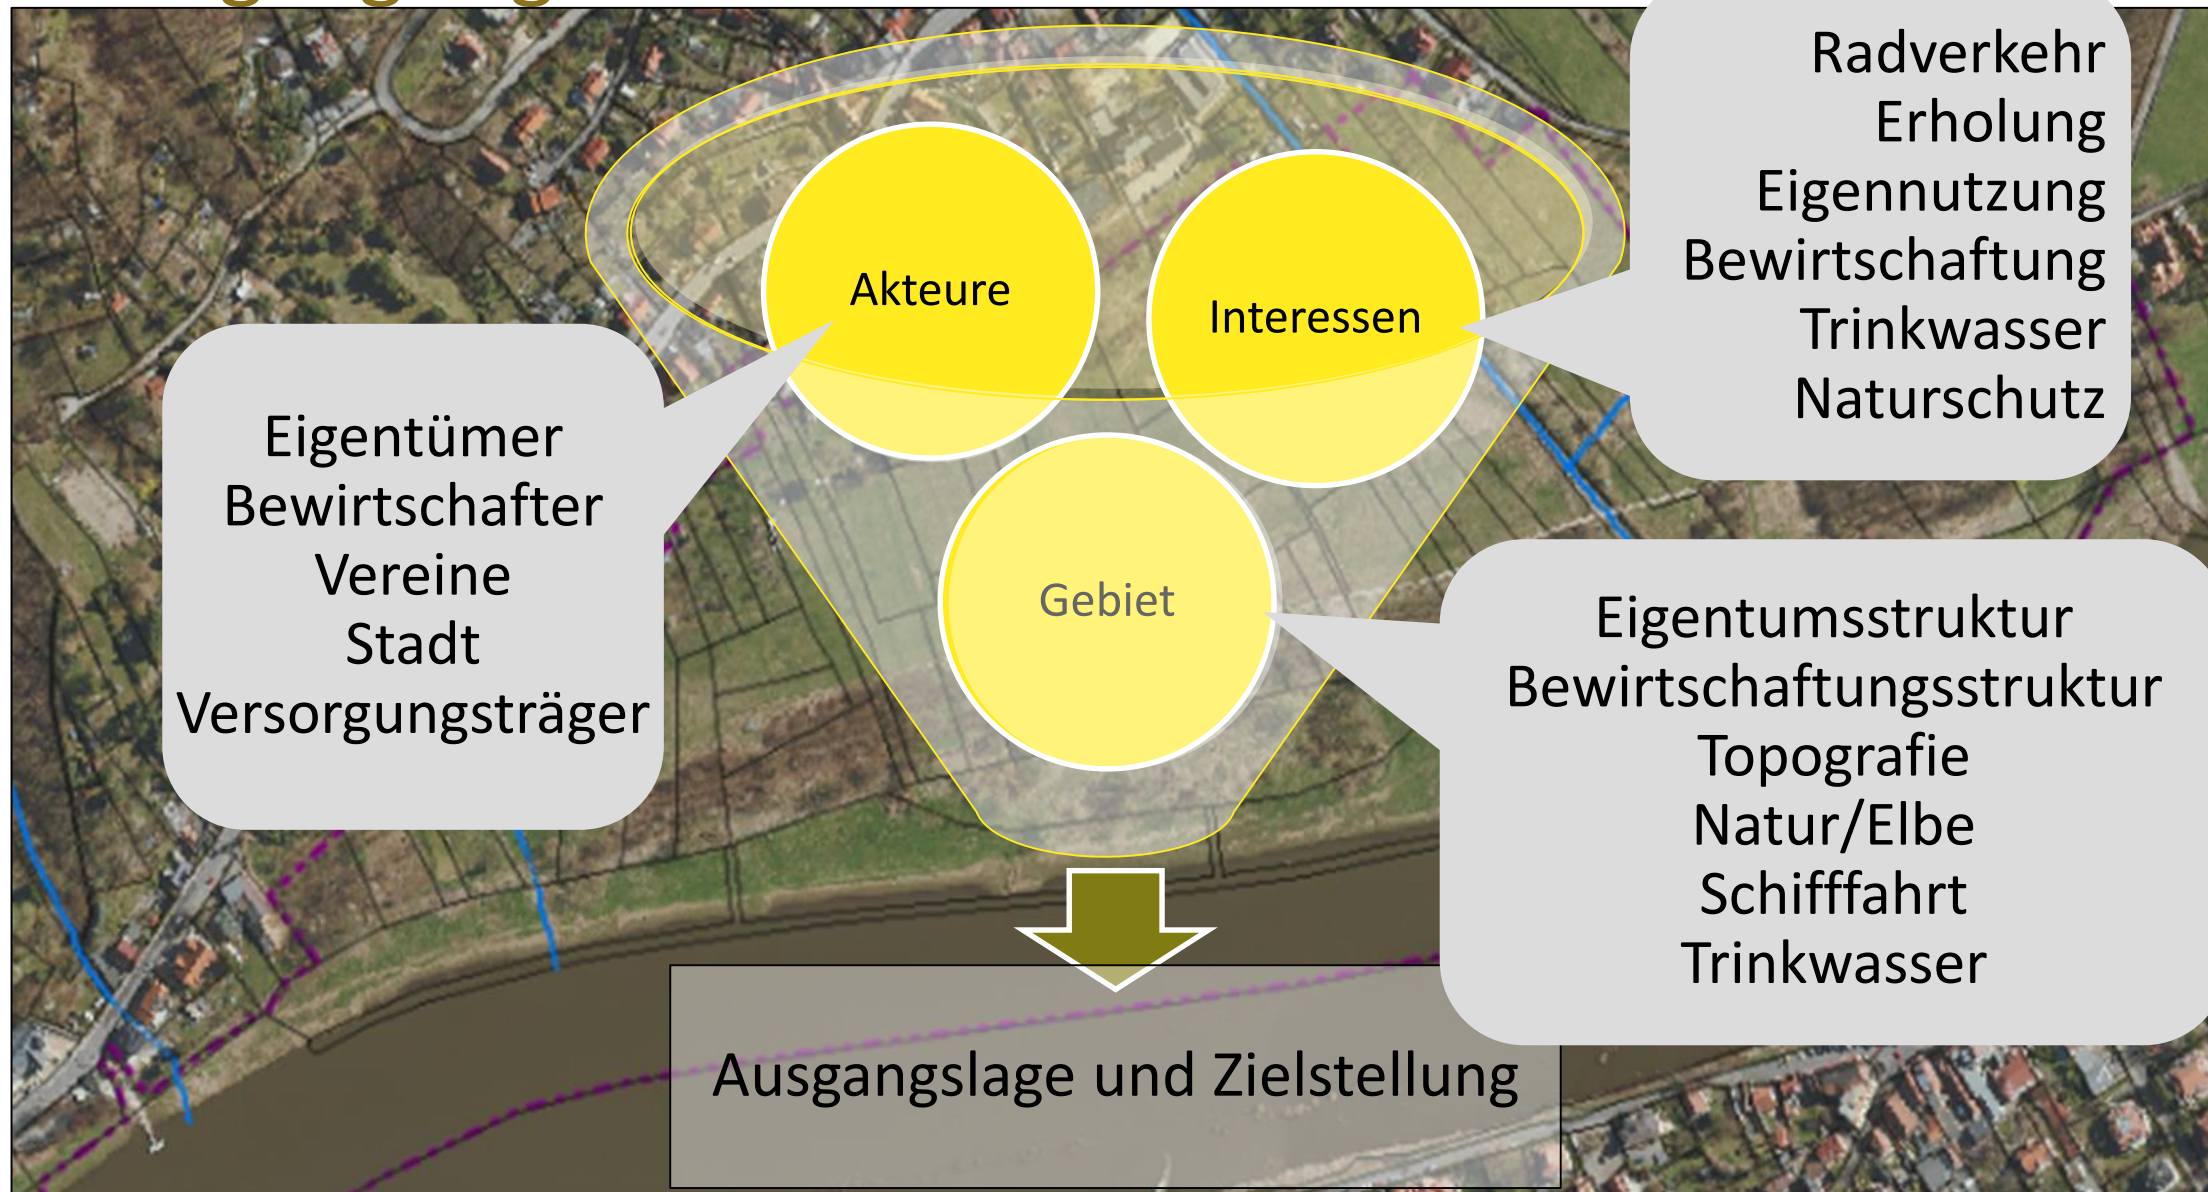 Akteure
Interessen
Gebiet
Eigentümer
Bewirtschafter
Vereine
Stadt
Versorgungsträger
Radverkehr
Erholung
Eigennutzung
Bewirtschaftung
Trinkwasser
Naturschutz
Eigentumsstruktur
Bewirtschaftungsstruktur
Topografie
Natur/Elbe
Schifffahrt
Trinkwasser
Ausgangslage und Zielstellung